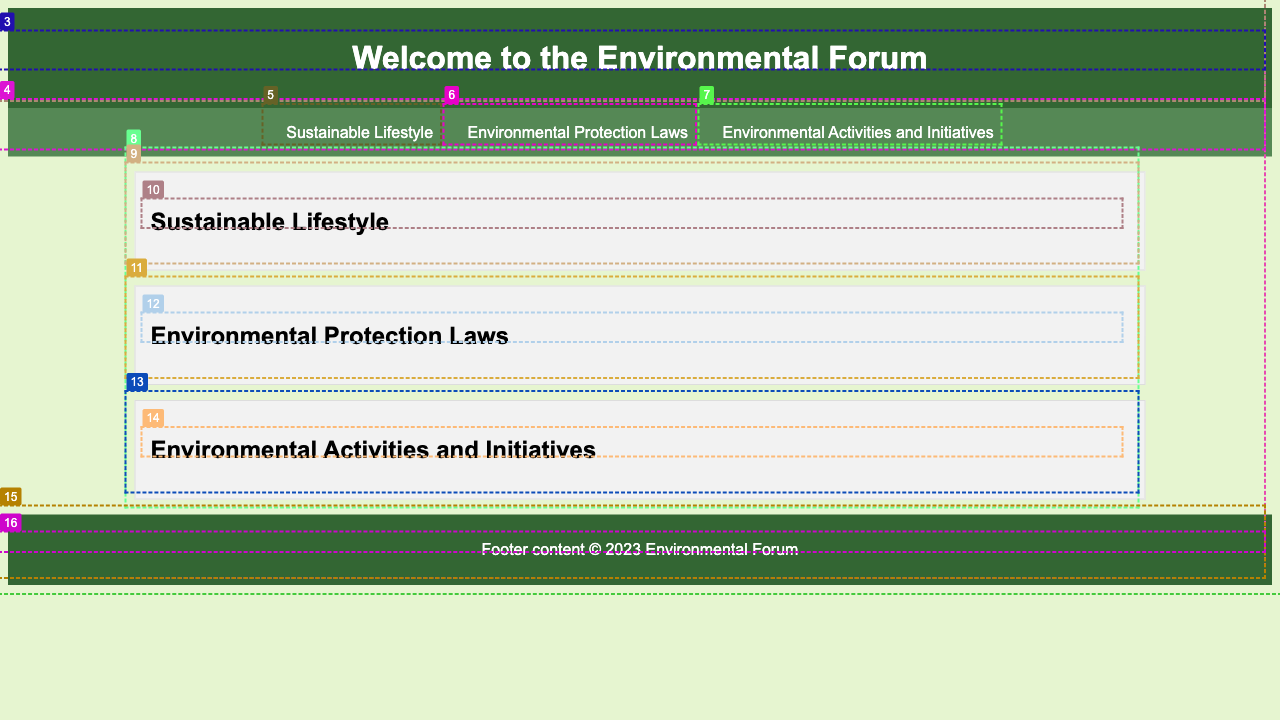 3
Welcome to the Environmental Forum
4
5 6 7
Sustainable Lifestyle Environmental Protection Laws Environmental Activities and Initiatives
8
9
10
Sustainable Lifestyle
11
12
Environmental Protection Laws
13
14
Environmental Activities and Initiatives
15
16
Footer content © 2023 Environmental Forum